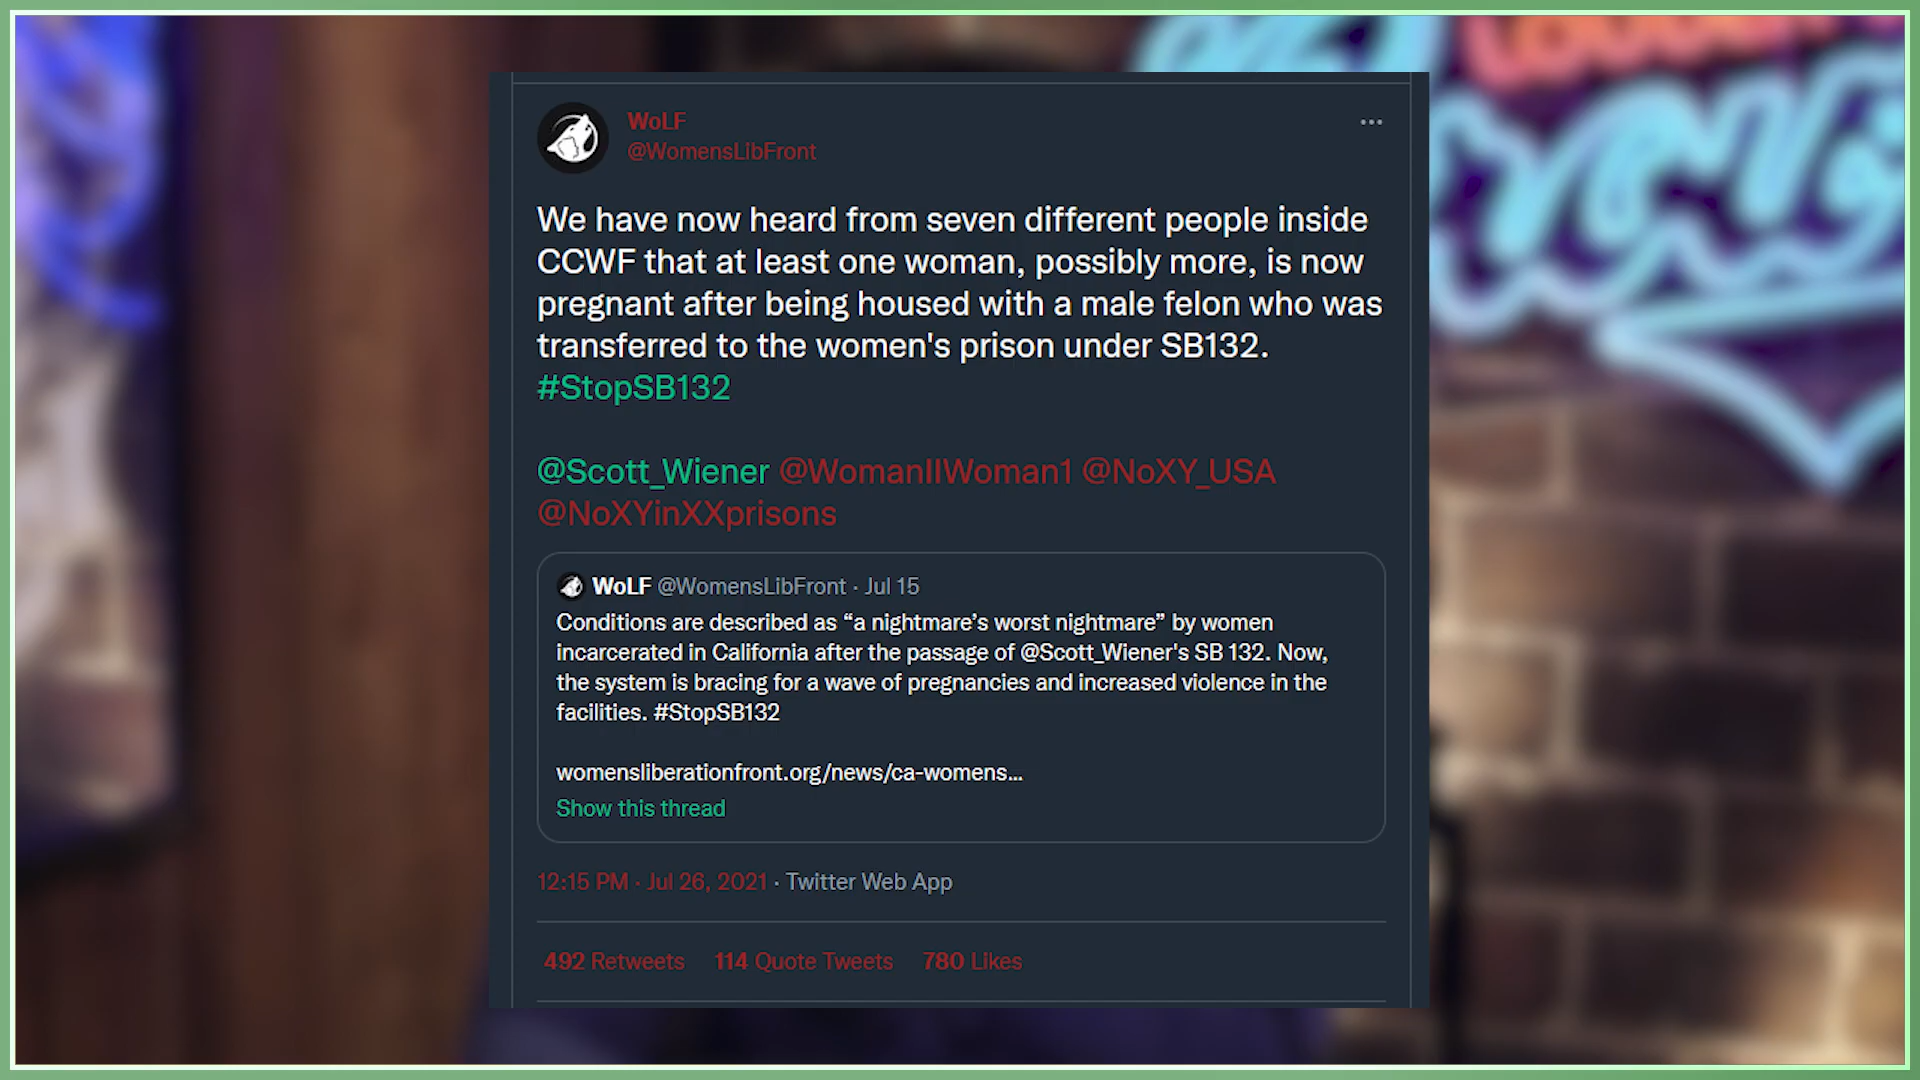 WoLF
@WomensLibFront
We have now heard from seven different people inside
CCWF that at least one woman, possibly more, is now
pregnant after being housed with a male felon who was
transferred to the women's prison under SB132.
#StopSB132
@Scott_Wiener @WomanIIWoman1 @NoXY_USA
@NoXYinXXprisons
WoLF @WomensLibFront · Jul 15
Conditions are described as “a nightmare’s worst nightmare” by women
incarcerated in California after the passage of @Scott_Wiener's SB 132. Now,
the system is bracing for a wave of pregnancies and increased violence in the
facilities. #StopSB132
womensliberationfront.org/news/ca-womens...
Show this thread
12:15 PM · Jul 26, 2021 · Twitter Web App
492 Retweets 114 Quote Tweets 780 Likes